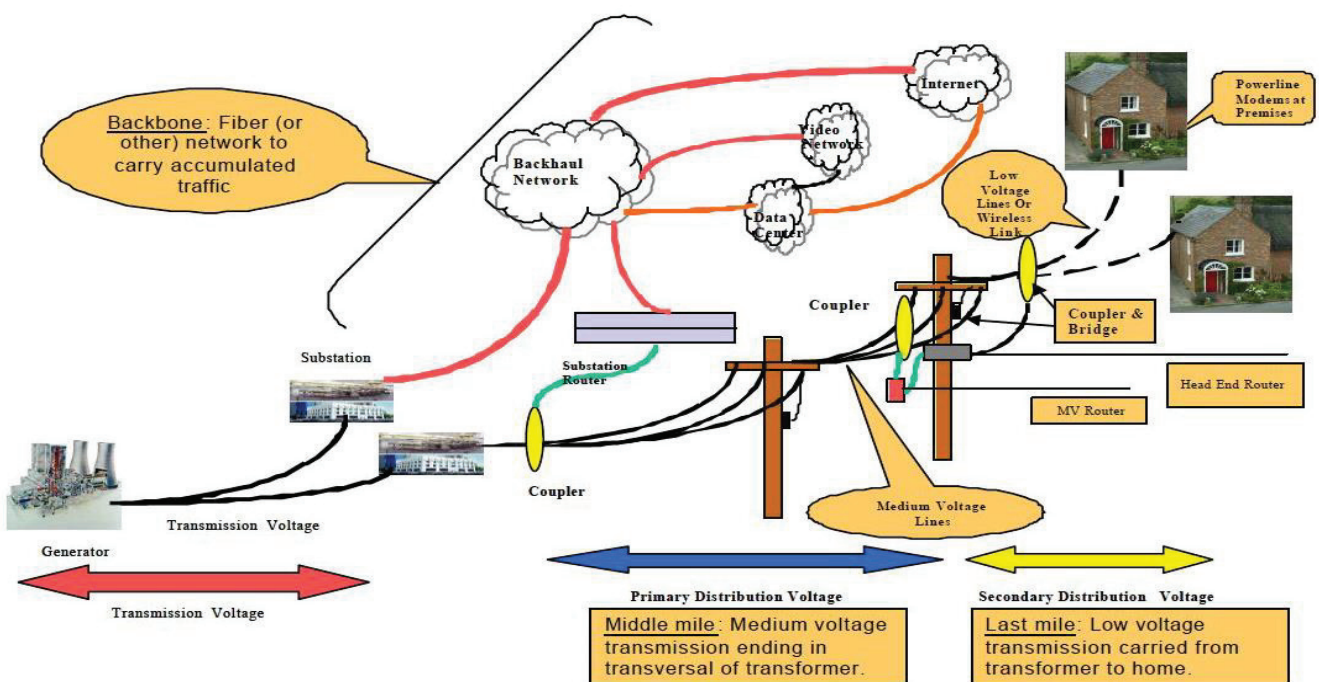 Backbone: Fiber (or
other) network to
carry accumulated
traffic
Backhaul
Network
Internet
Video
Network
Data
Center
Powerline
Modems at
Premises
Low
Voltage
Lines Or
Wireless
Link
Coupler
Coupler &
Bridge
Substation
Substation
Router
Head End Router
MV Router
Coupler
Medium Voltage
Lines
Transmission Voltage
Generator
Transmission Voltage
Primary Distribution Voltage
Secondary Distribution Voltage
Middle mile: Medium voltage
transmission ending in
transversal of transformer.
Last mile: Low voltage
transmission carried from
transformer to home.